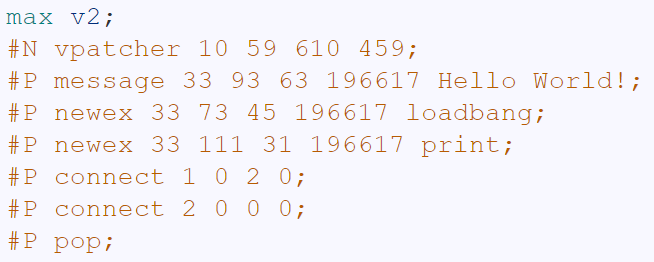 max v2;
#N vpatcher 10 59 610 459;
#P message 33 93 63 196617 Hello World!;
#P newex 33 73 45 196617 loadbang;
#P newex 33 111 31 196617 print;
#P connect 1 0 2 0;
#P connect 2 0 0 0;
#P pop;